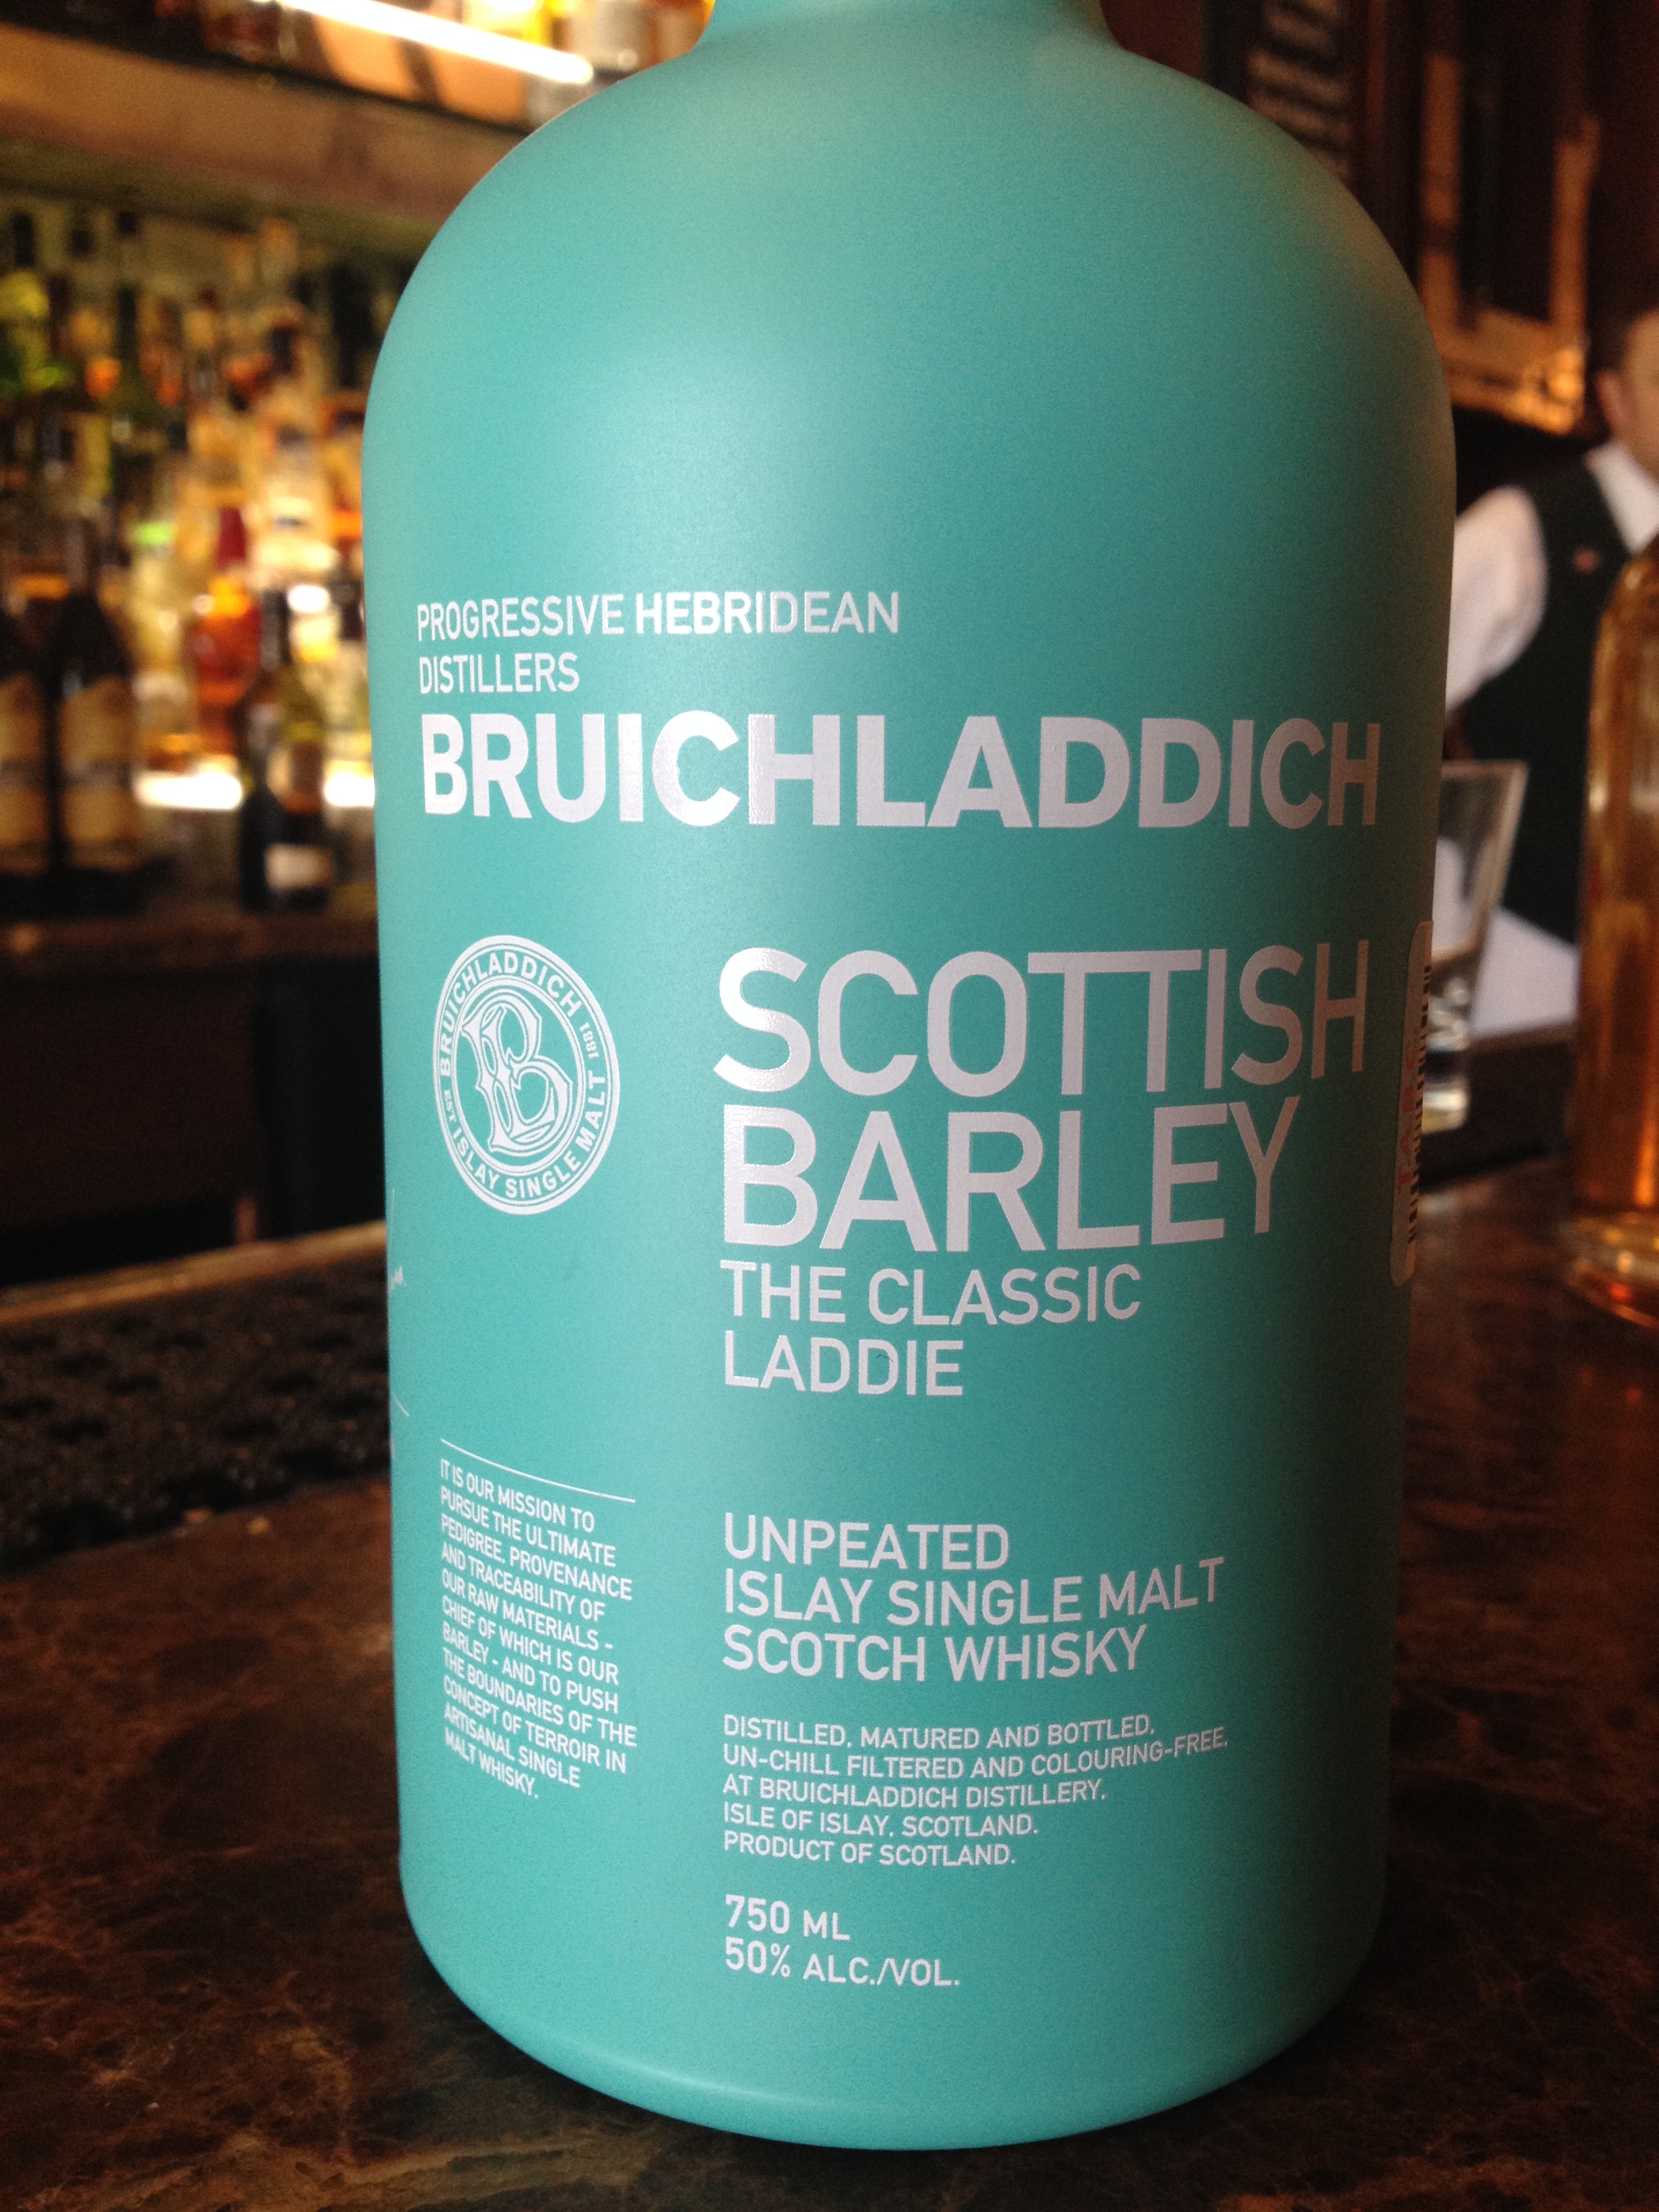 PROGRESSIVE HEBRIDEAN
DISTILLERS
BRUICHLADDICH
BRUICHLADDICH 1881
EST ISLAY SINGLE MALT
B
SCOTTISH
BARLEY
THE CLASSIC
LADDIE
IT IS OUR MISSION TO
PURSUE THE ULTIMATE
PEDIGREE, PROVENANCE
AND TRACEABILITY OF
OUR RAW MATERIALS -
CHIEF OF WHICH IS OUR
BARLEY - AND TO PUSH
THE BOUNDARIES OF THE
CONCEPT OF TERROIR IN
ARTISANAL SINGLE
MALT WHISKY.
UNPEATED
ISLAY SINGLE MALT
SCOTCH WHISKY
DISTILLED, MATURED AND BOTTLED,
UN-CHILL FILTERED AND COLOURING-FREE,
AT BRUICHLADDICH DISTILLERY,
ISLE OF ISLAY, SCOTLAND.
PRODUCT OF SCOTLAND.
750 ML
50% ALC./VOL.